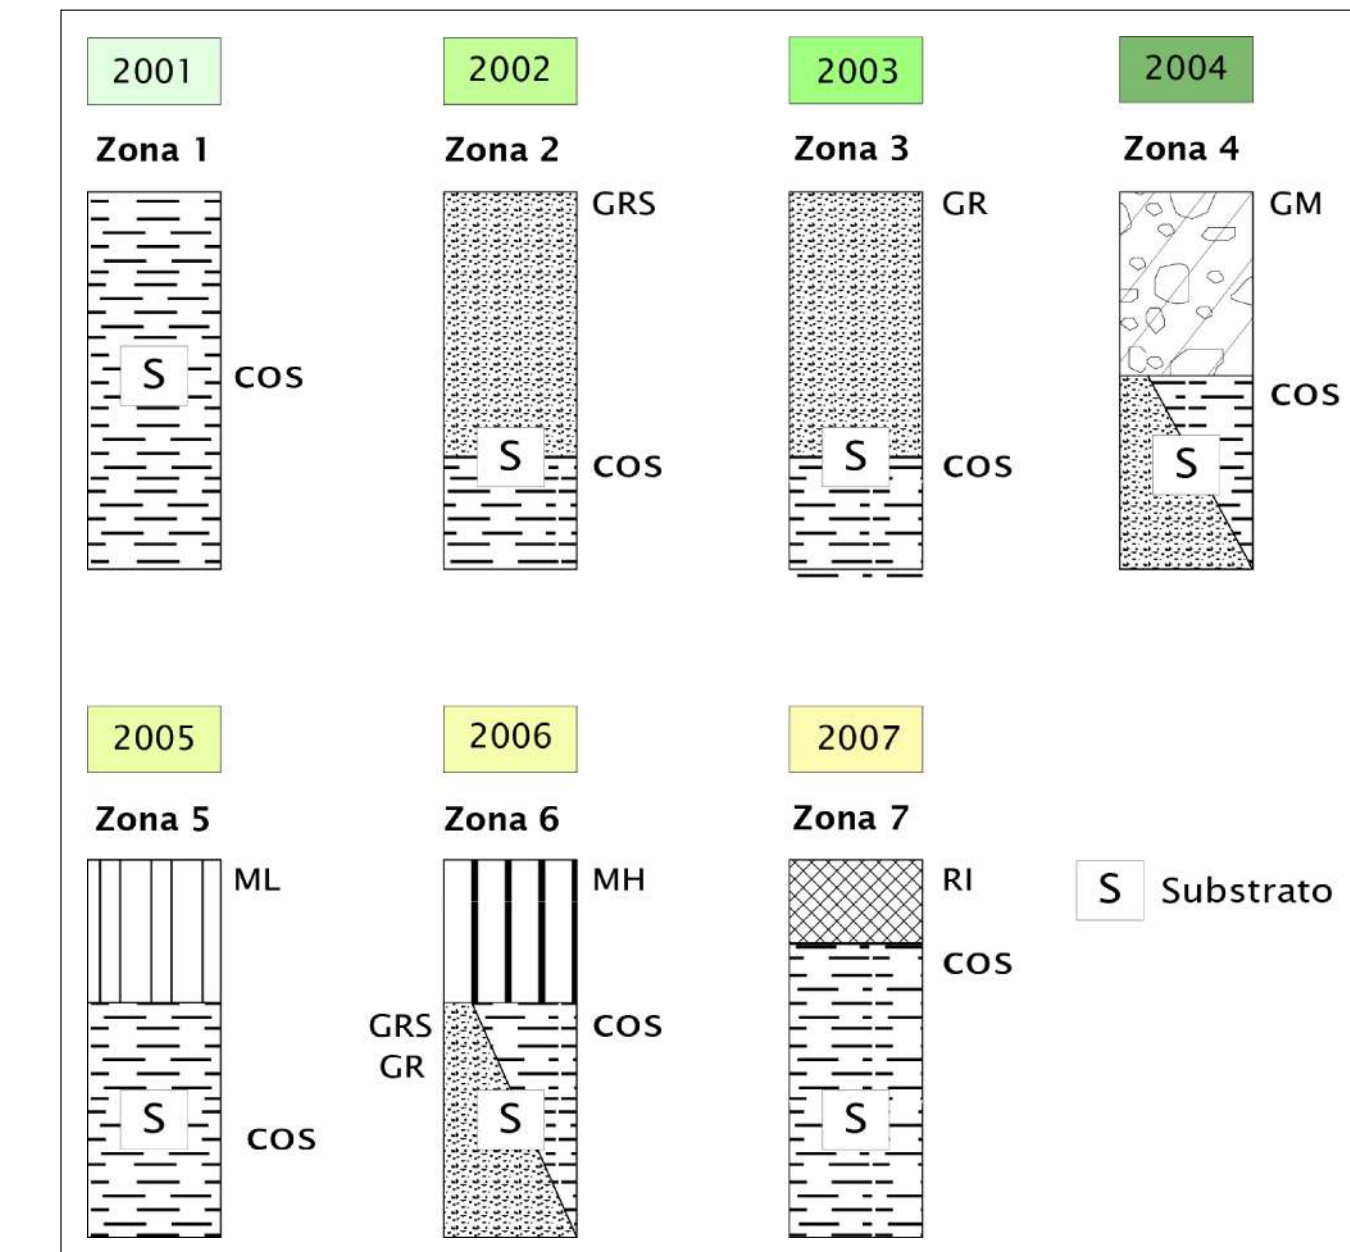 2001
2002
2003
2004
Zona 1
Zona 2
Zona 3
Zona 4
GRS
GR
GM
S
COS
COS
S
S
COS
S
COS
2005
2006
2007
Zona 5
Zona 6
Zona 7
ML
MH
RI
S Substrato
COS
GRS
COS
GR
S
S
S
COS